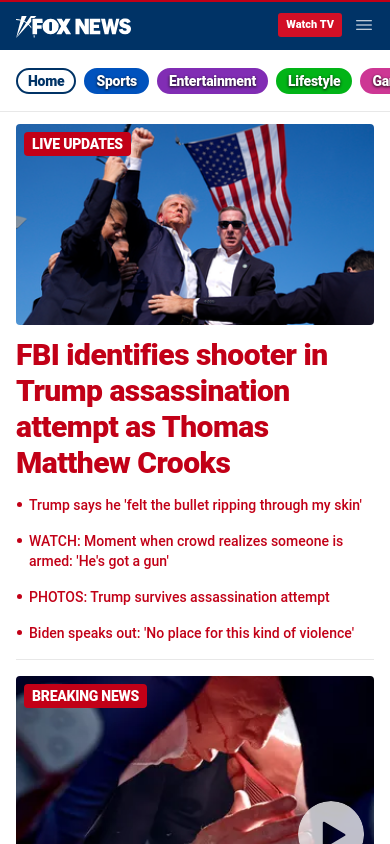 FOX NEWS
Watch TV
Home
Sports
Entertainment
Lifestyle
LIVE UPDATES
FBI identifies shooter in
Trump assassination
attempt as Thomas
Matthew Crooks
• Trump says he 'felt the bullet ripping through my skin'
• WATCH: Moment when crowd realizes someone is
armed: 'He's got a gun'
• PHOTOS: Trump survives assassination attempt
• Biden speaks out: 'No place for this kind of violence'
BREAKING NEWS